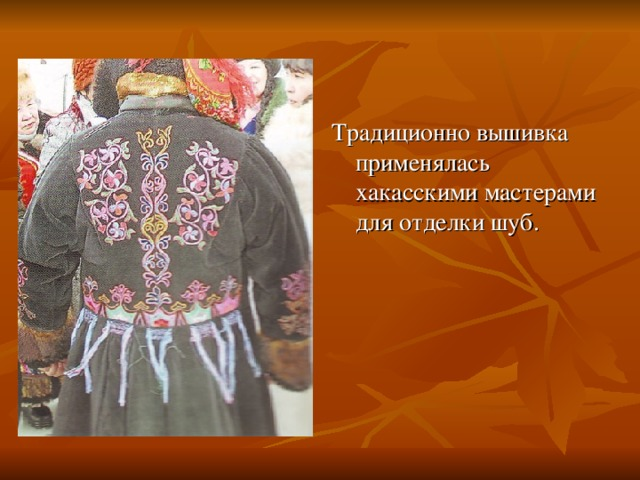 Традиционно вышивка
применялась
хакасскими мастерами
для отделки шуб.